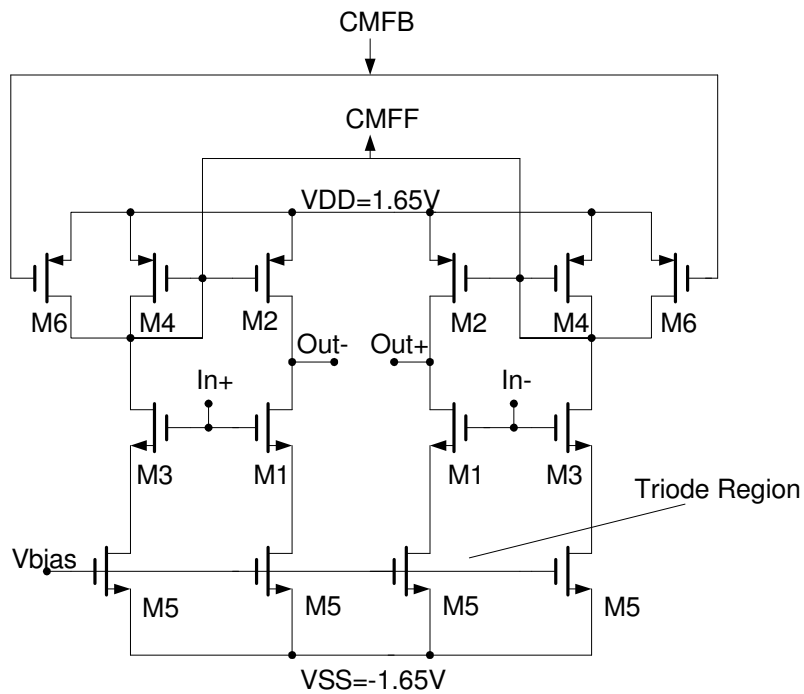 CMFB
CMFF
VDD=1.65V
M6
M4
M2
M2
M4
M6
Out-
Out+
In+
In-
M3
M1
M1
M3
Triode Region
Vbias
M5
M5
M5
M5
VSS=-1.65V